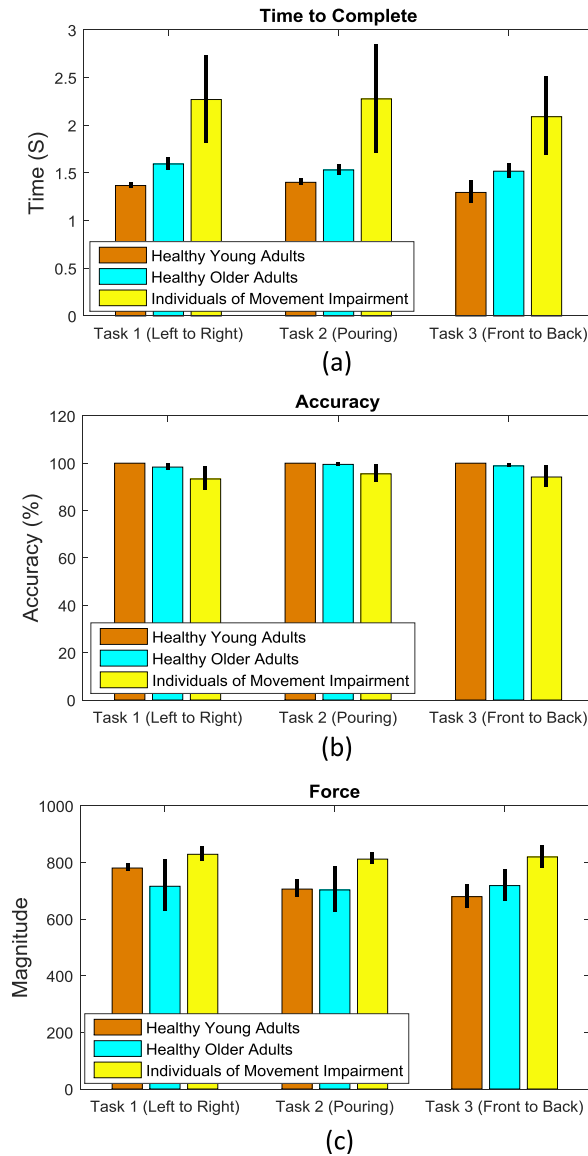 Time to Complete
3
2.5
2
1.5
1
0.5
0
Time (S)
Healthy Young Adults
Healthy Older Adults
Individuals of Movement Impairment
Task 1 (Left to Right) Task 2 (Pouring) Task 3 (Front to Back)
(a)
Accuracy
120
100
80
60
40
20
0
Accuracy (%)
Healthy Young Adults
Healthy Older Adults
Individuals of Movement Impairment
Task 1 (Left to Right) Task 2 (Pouring) Task 3 (Front to Back)
(b)
Force
1000
800
600
400
200
0
Magnitude
Healthy Young Adults
Healthy Older Adults
Individuals of Movement Impairment
Task 1 (Left to Right) Task 2 (Pouring) Task 3 (Front to Back)
(c)